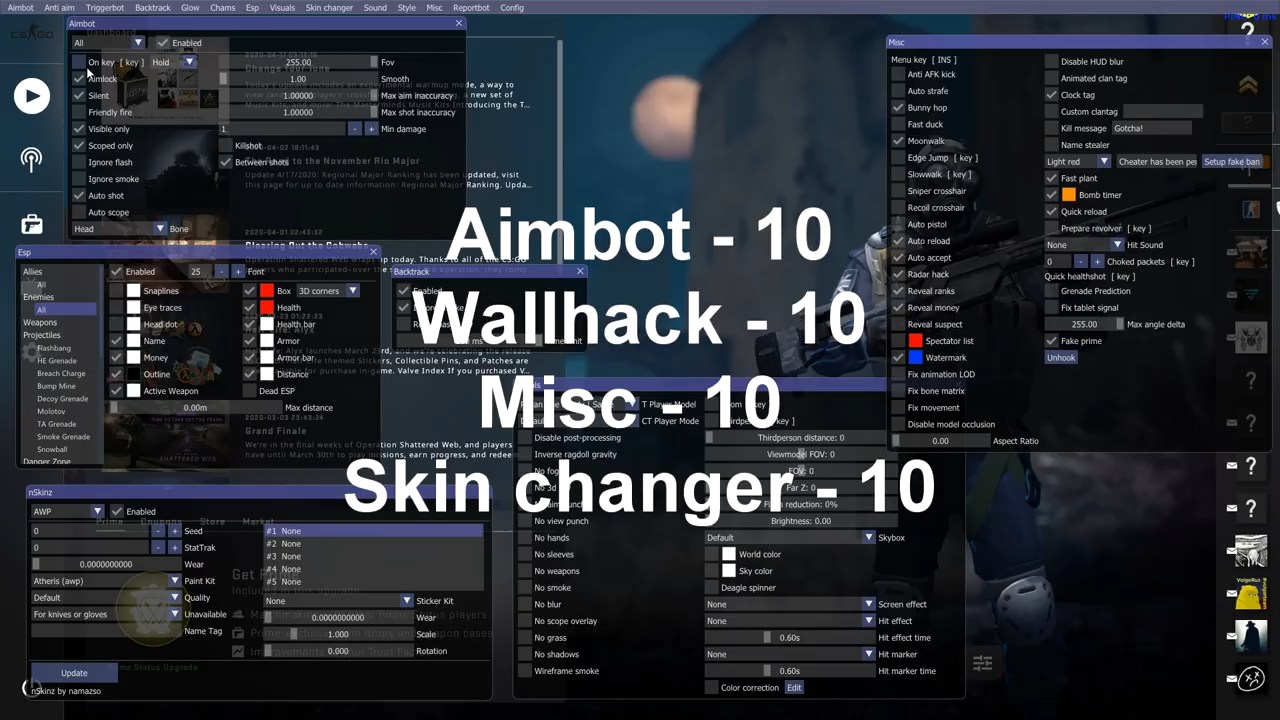 Aimbot Anti aim Triggerbot Backtrack Glow Chams Esp Visuals Skin changer Sound Style Misc Reportbot Config
Aimbot
All Enabled
On key [ key ] Hold 255.00 Fov
Aimlock 1.00 Smooth
Silent 1.00000 Max aim inaccuracy
Friendly fire 1.00000 Max shot inaccuracy
Visible only 1 - + Min damage
Scoped only Killshot
Ignore flash Between shots
Ignore smoke
Auto shot
Auto scope
Head Bone
Misc
Menu key [ INS ]
Anti AFK kick
Auto strafe
Bunny hop
Fast duck
Moonwalk
Edge Jump [ key ]
Slowwalk [ key ]
Sniper crosshair
Recoil crosshair
Auto pistol
Auto reload
Auto accept
Radar hack
Reveal ranks
Reveal money
Reveal suspect
Spectator list
Watermark
Fix animation LOD
Fix bone matrix
Fix movement
Disable model occlusion
0.00 Aspect Ratio
Disable HUD blur
Animated clan tag
Clock tag
Custom clantag
Kill message Gotcha!
Name stealer
Light red Cheater has been pe Setup fake ban
Fast plant
Bomb timer
Quick reload
Prepare revolver [ key ]
None Hit Sound
0 - + Choked packets [ key ]
Quick healthshot [ key ]
Grenade Prediction
Fix tablet signal
255.00 Max angle delta
Fake prime
Unhook
Aimbot - 10
Wallhack - 10
Misc - 10
Skin changer - 10
Esp
Allies
All
Enemies
All
Weapons
Projectiles
Flashbang
HE Grenade
Breach Charge
Bump Mine
Decoy Grenade
Molotov
TA Grenade
Smoke Grenade
Snowball
Danger Zone
Enabled 25 - + Font
Snaplines Box 3D corners
Eye traces Health
Head dot Health bar
Name Armor
Money Armor bar
Outline Distance
Active Weapon Dead ESP
0.00m Max distance
Backtrack
Enabled
nSkinz
AWP Enabled
0 - + Seed
0 - + StatTrak
0.0000000000 Wear
Atheris (awp) Paint Kit
Default Quality
For knives or gloves Unavailable
Name Tag
#1 None
#2 None
#3 None
#4 None
#5 None
None Sticker Kit
0.0000000000 Wear
1.000 Scale
0.000 Rotation
Update
nSkinz by namazso
T Player Model
CT Player Model
Disable post-processing
Inverse ragdoll gravity
No fog
No 3d
No view punch
No hands
No sleeves
No weapons
No smoke
No blur
No scope overlay
No grass
No shadows
Wireframe smoke
Thirdperson distance: 0
Viewmodel FOV: 0
FOV: 0
Far Z: 0
Flash reduction: 0%
Brightness: 0.00
Default Skybox
World color
Sky color
Deagle spinner
None Screen effect
None Hit effect
0.60s Hit effect time
None Hit marker
0.60s Hit marker time
Color correction Edit